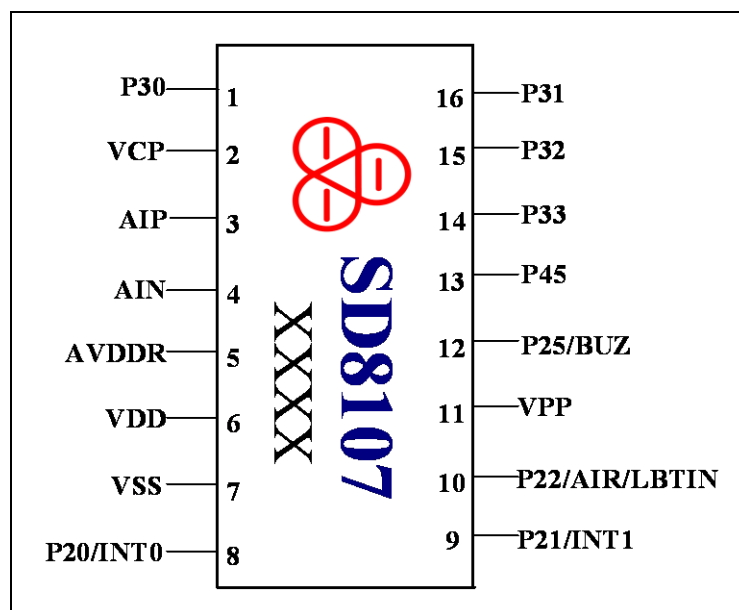 P30 1 16 P31
VCP 2 15 P32
AIP 3 14 P33
AIN 4 13 P45
AVDDR 5 12 P25/BUZ
VDD 6 11 VPP
VSS 7 10 P22/AIR/LBTIN
P20/INT0 8 9 P21/INT1
SD8107
XXXX